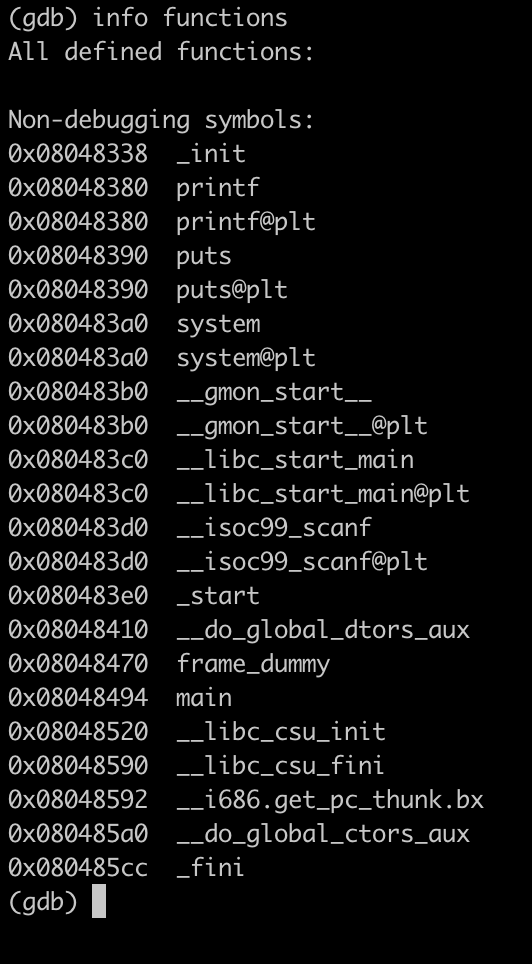 (gdb) info functions
All defined functions:

Non-debugging symbols:
0x08048338  _init
0x08048380  printf
0x08048380  printf@plt
0x08048390  puts
0x08048390  puts@plt
0x080483a0  system
0x080483a0  system@plt
0x080483b0  __gmon_start__
0x080483b0  __gmon_start__@plt
0x080483c0  __libc_start_main
0x080483c0  __libc_start_main@plt
0x080483d0  __isoc99_scanf
0x080483d0  __isoc99_scanf@plt
0x080483e0  _start
0x08048410  __do_global_dtors_aux
0x08048470  frame_dummy
0x08048494  main
0x08048520  __libc_csu_init
0x08048590  __libc_csu_fini
0x08048592  __i686.get_pc_thunk.bx
0x080485a0  __do_global_ctors_aux
0x080485cc  _fini
(gdb)